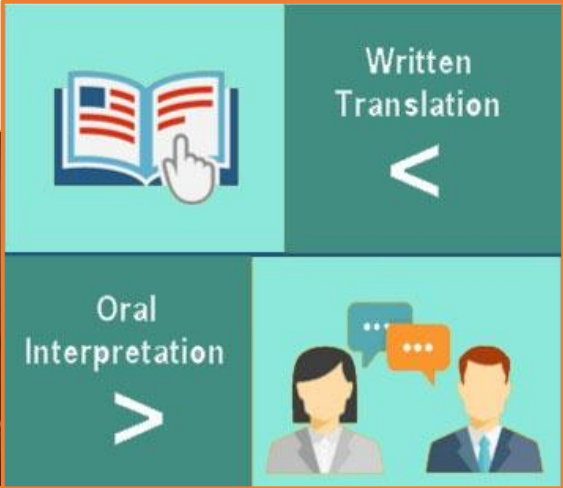 Written
Translation
<
Oral
Interpretation
>